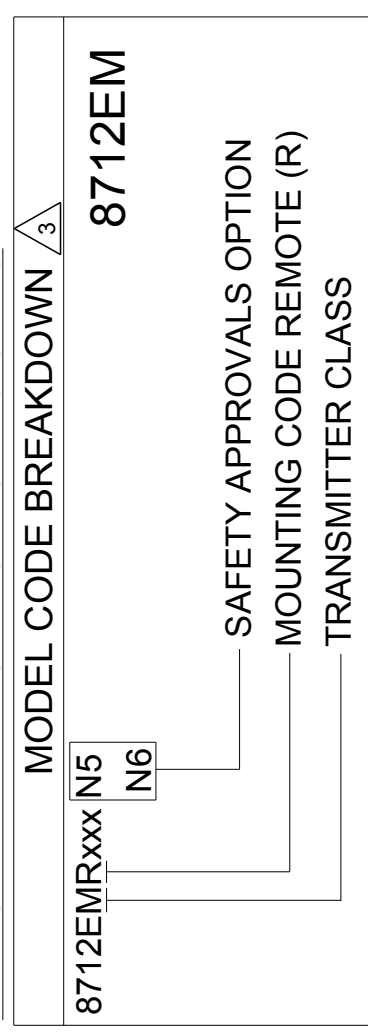 MODEL CODE BREAKDOWN 3
8712EM
8712EMRxxx N5
N6
SAFETY APPROVALS OPTION
MOUNTING CODE REMOTE (R)
TRANSMITTER CLASS